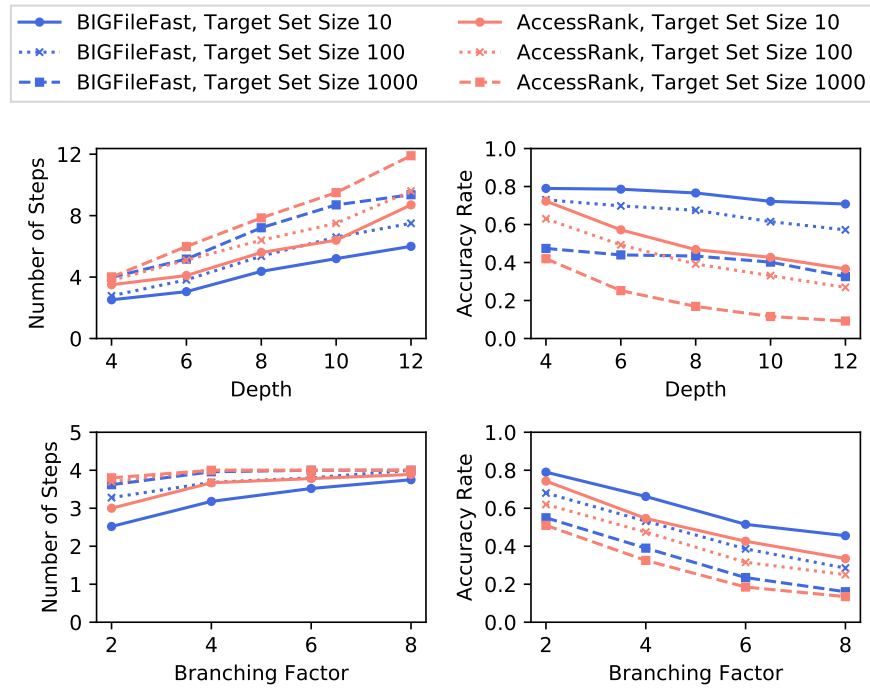 BIGFileFast, Target Set Size 10
BIGFileFast, Target Set Size 100
BIGFileFast, Target Set Size 1000
AccessRank, Target Set Size 10
AccessRank, Target Set Size 100
AccessRank, Target Set Size 1000
Number of Steps
12
8
4
0
4 6 8 10 12
Depth
Accuracy Rate
1.0
0.8
0.6
0.4
0.2
0.0
4 6 8 10 12
Depth
Number of Steps
5
4
3
2
1
0
2 4 6 8
Branching Factor
Accuracy Rate
1.0
0.8
0.6
0.4
0.2
0.0
2 4 6 8
Branching Factor